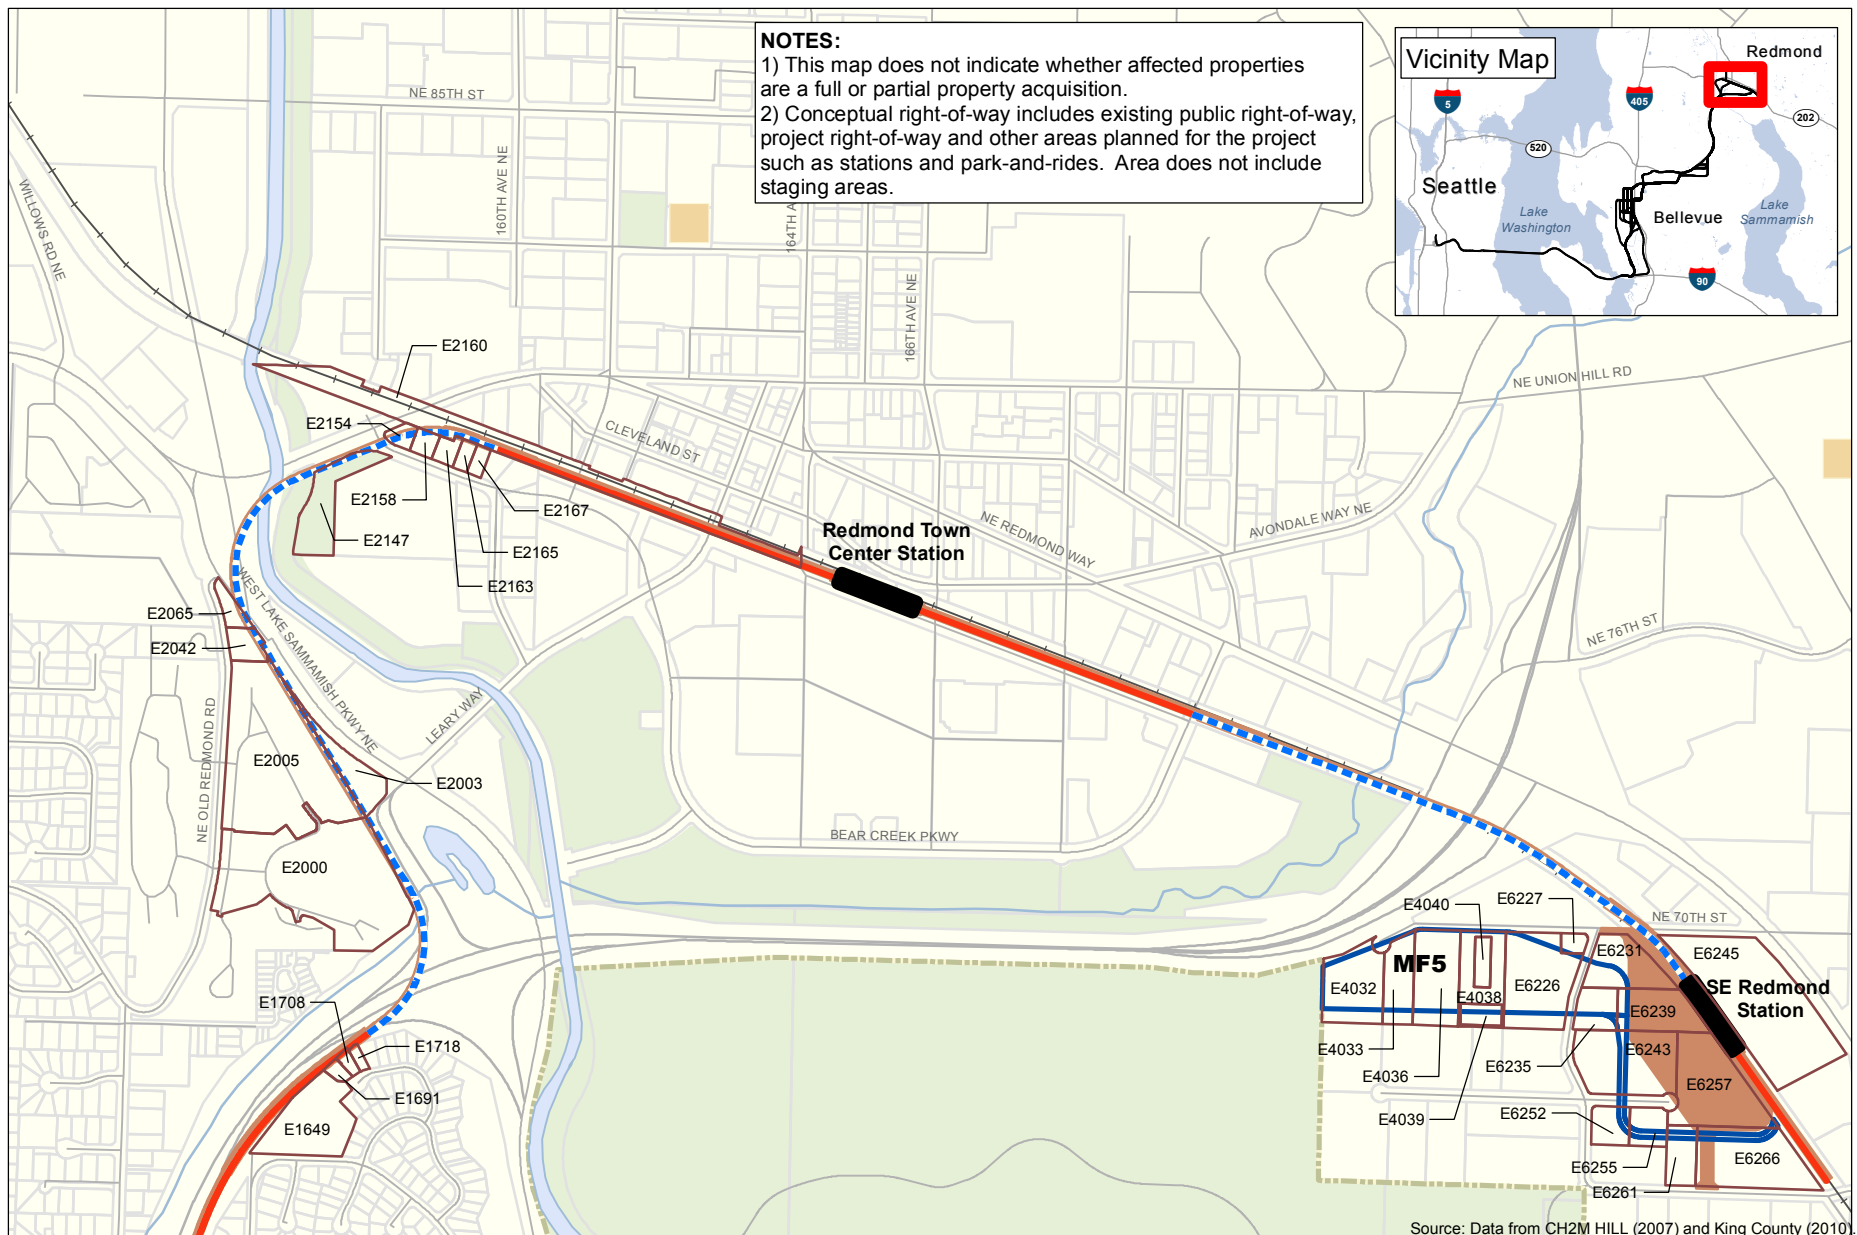 NOTES:
1) This map does not indicate whether affected properties
are a full or partial property acquisition.
2) Conceptual right-of-way includes existing public right-of-way,
project right-of-way and other areas planned for the project
such as stations and park-and-rides. Area does not include
staging areas.
Vicinity Map
Redmond
5
405
202
520
Seattle
Lake
Washington
Bellevue
Lake
Sammamish
90
NE 85TH ST
160TH AVE NE
164TH A
166TH AVE NE
WILLOWS RD NE
NE UNION HILL RD
E2160
E2154
CLEVELAND ST
E2158
E2167
E2147
E2165
E2163
NE REDMOND WAY
AVONDALE WAY NE
Redmond Town
Center Station
WEST LAKE SAMMAMISH PKWY NE
E2065
E2042
NE 76TH ST
LEARY WAY
NE OLD REDMOND RD
E2005
E2003
BEAR CREEK PKWY
E2000
E4040
E6227
NE 70TH ST
E6231
E6245
MF5
E4032
E4038
E6226
SE Redmond
Station
E6239
E1708
E1718
E4033
E6243
E4036
E6235
E6257
E1691
E4039
E6252
E1649
E6255
E6266
E6261
Source: Data from CH2M HILL (2007) and King County (2010).